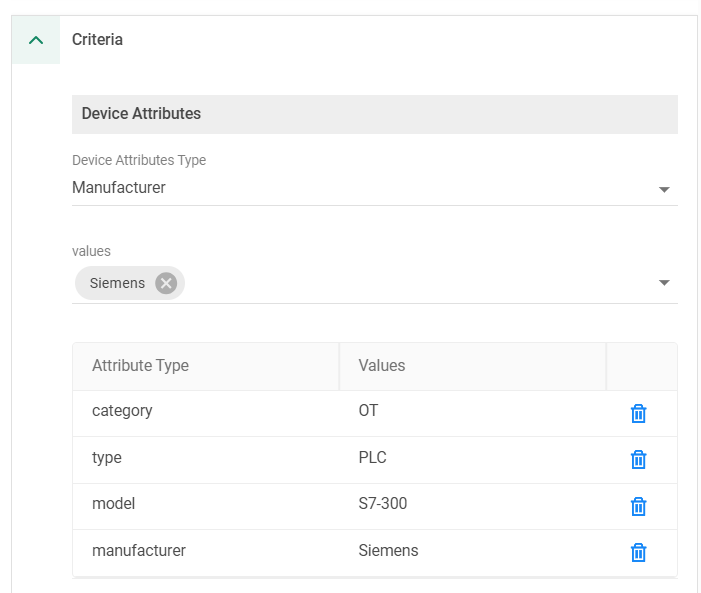 Criteria
Device Attributes
Device Attributes Type
Manufacturer
values
Siemens
Attribute Type Values
category OT
type PLC
model S7-300
manufacturer Siemens